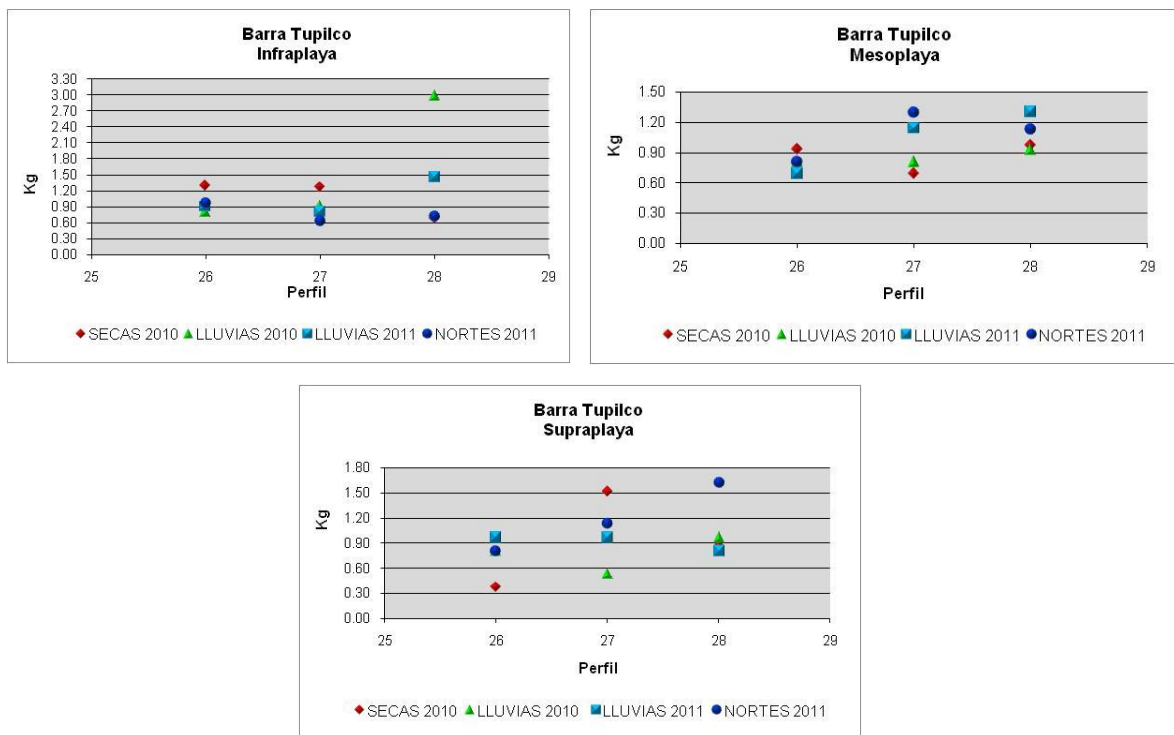 Barra Tupilco
Infraplaya
3.30
3.00
2.70
2.40
2.10
1.80
1.50
1.20
0.90
0.60
0.30
0.00
Kg
25 26 27 28 29
Perfil
SECAS 2010 LLUVIAS 2010 LLUVIAS 2011 NORTES 2011
Barra Tupilco
Mesoplaya
1.50
1.20
0.90
0.60
0.30
0.00
Kg
25 26 27 28 29
Perfil
SECAS 2010 LLUVIAS 2010 LLUVIAS 2011 NORTES 2011
Barra Tupilco
Supraplaya
1.80
1.50
1.20
0.90
0.60
0.30
0.00
Kg
25 26 27 28 29
Perfil
SECAS 2010 LLUVIAS 2010 LLUVIAS 2011 NORTES 2011